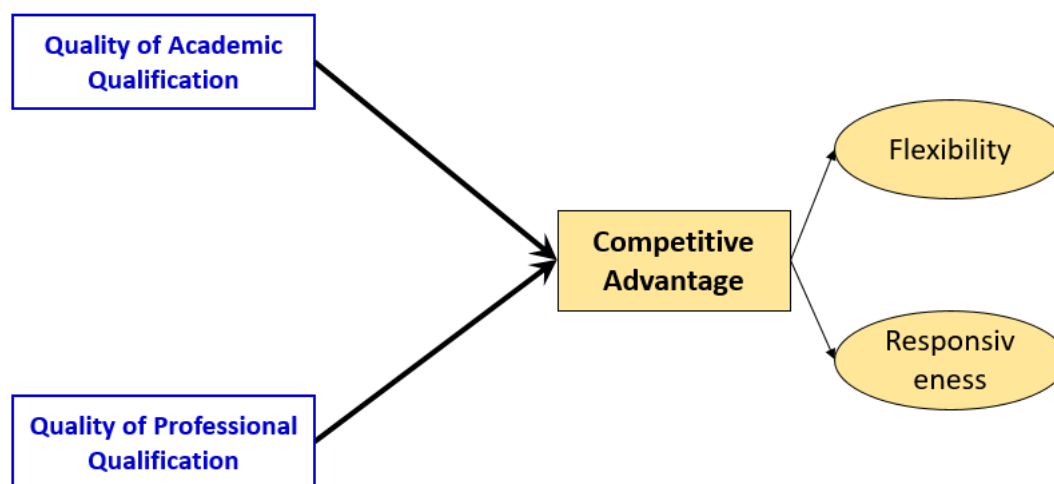 Quality of Academic
Qualification
Flexibility
Competitive
Advantage
Responsiv
eness
Quality of Professional
Qualification